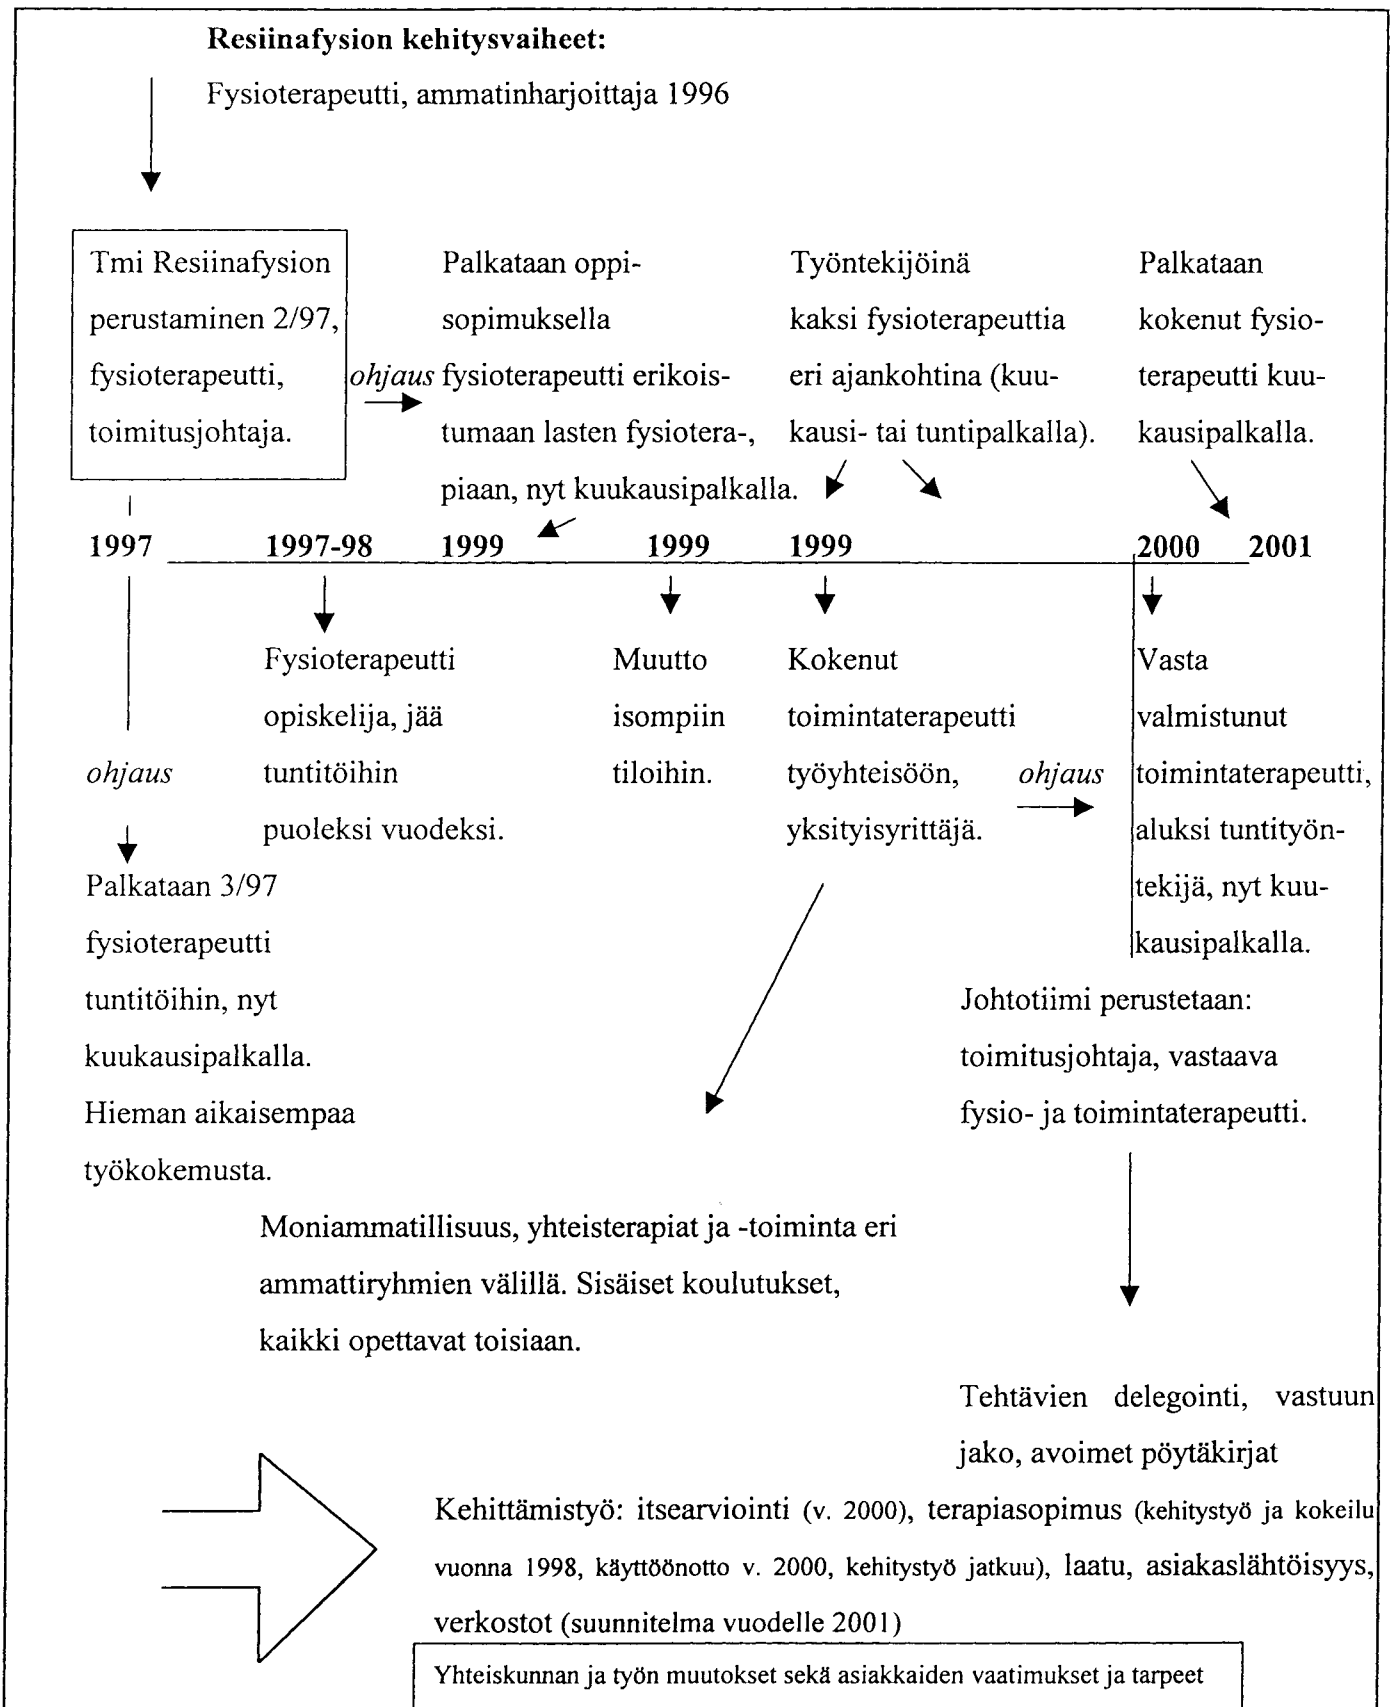 Resiinafysion kehitysvaiheet:
Fysioterapeutti, ammatinharjoittaja 1996
Tmi Resiinafysion
perustaminen 2/97,
fysioterapeutti,
toimitusjohtaja.
ohjaus
Palkataan oppi-
sopimuksella
fysioterapeutti erikois-
tumaan lasten fysiotera-,
piaan, nyt kuukausipalkalla.
Työntekijöinä
kaksi fysioterapeuttia
eri ajankohtina (kuu-
kausi- tai tuntipalkalla).
Palkataan
kokenut fysio-
terapeutti kuu-
kausipalkalla.
1997 1997-98 1999 1999 1999 2000 2001
ohjaus
Palkataan 3/97
fysioterapeutti
tuntitöihin, nyt
kuukausipalkalla.
Hieman aikaisempaa
työkokemusta.
Fysioterapeutti
opiskelija, jää
tuntitöihin
puoleksi vuodeksi.
Muutto
isompiin
tiloihin.
Kokenut
toimintaterapeutti
työyhteisöön,
yksityisyrittäjä.
ohjaus
Vasta
valmistunut
toimintaterapeutti,
aluksi tuntityön-
tekijä, nyt kuu-
kausipalkalla.
Johtotiimi perustetaan:
toimitusjohtaja, vastaava
fysio- ja toimintaterapeutti.
Moniammatillisuus, yhteisterapiat ja -toiminta eri
ammattiryhmien välillä. Sisäiset koulutukset,
kaikki opettavat toisiaan.
Tehtävien delegointi, vastuun
jako, avoimet pöytäkirjat
Kehittämistyö: itsearviointi (v. 2000), terapiasopimus (kehitystyö ja kokeilu
vuonna 1998, käyttöönotto v. 2000, kehitystyö jatkuu), laatu, asiakaslähtöisyys,
verkostot (suunnitelma vuodelle 2001)
Yhteiskunnan ja työn muutokset sekä asiakkaiden vaatimukset ja tarpeet